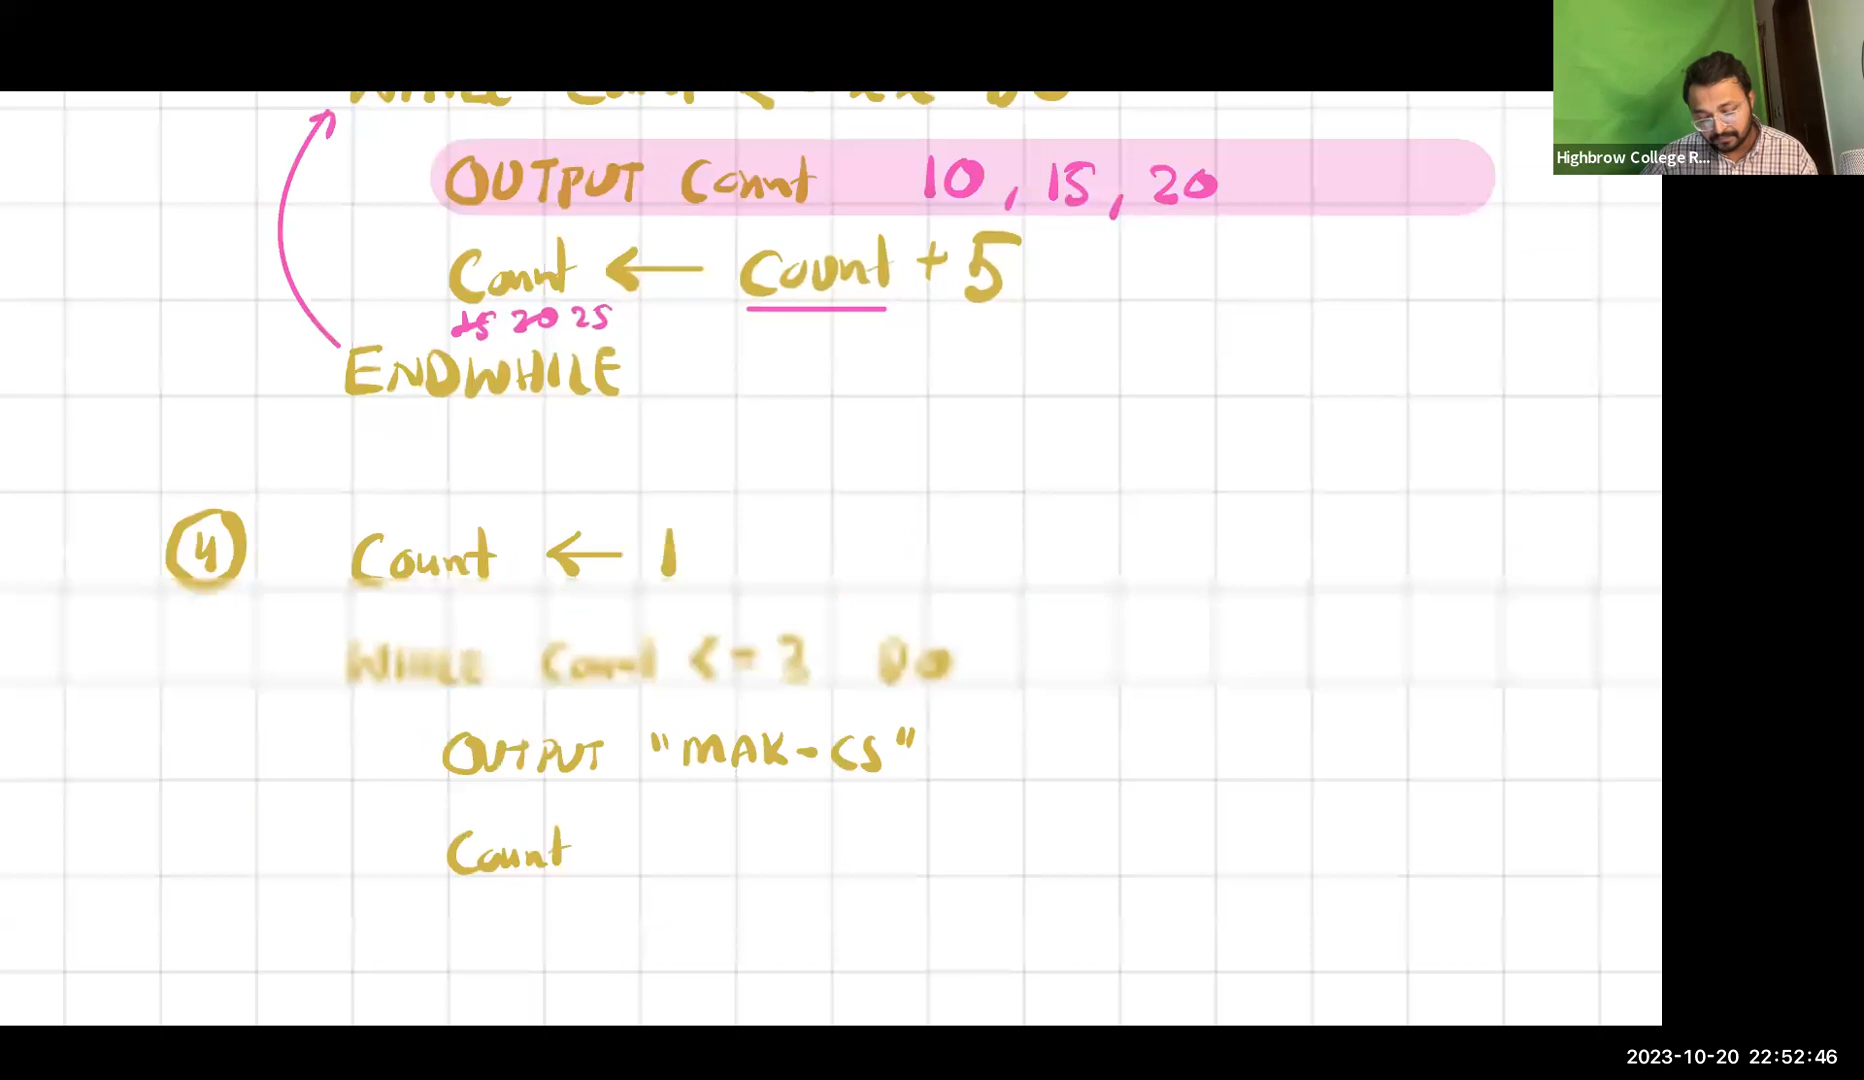 OUTPUT Count 10, 15, 20
Count ← Count + 5
15 20 25
ENDWHILE
4 Count ← 1
WHILE Count <= 3 DO
OUTPUT "MAK-CS"
Count
Highbrow College R...
2023-10-20 22:52:46